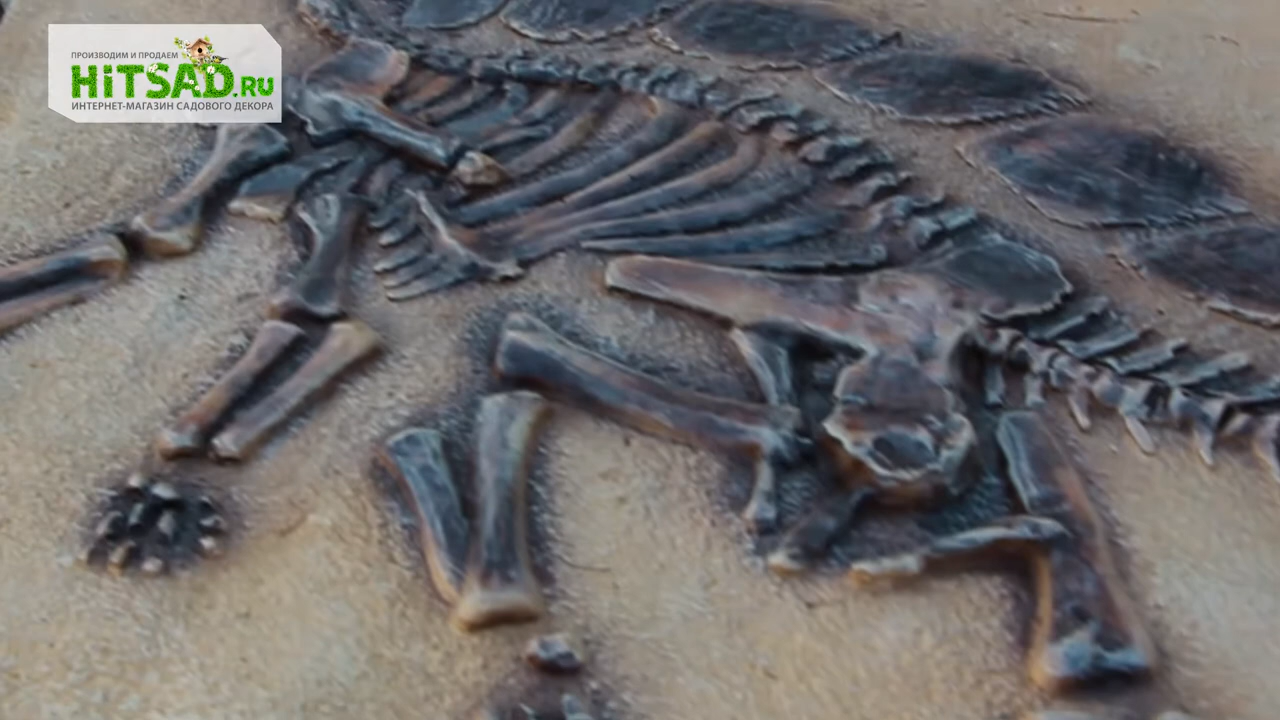 ПРОИЗВОДИМ И ПРОДАЕМ
HiTSAD.RU
ИНТЕРНЕТ-МАГАЗИН САДОВОГО ДЕКОРА